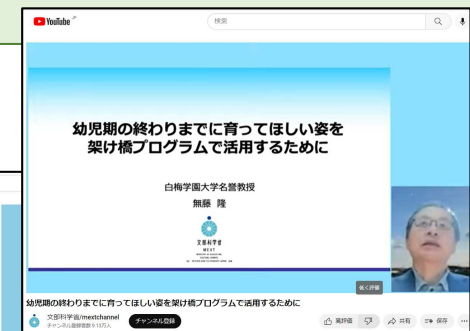 YouTube JP
検索
幼児期の終わりまでに育ってほしい姿を
架け橋プログラムで活用するために
白梅学園大学名誉教授
無藤 隆
文部科学省
MEXT
低く評価
幼児期の終わりまでに育ってほしい姿を架け橋プログラムで活用するために
文部科学省/mextchannel
チャンネル登録者数 9.13万人
チャンネル登録
高評価
共有
保存